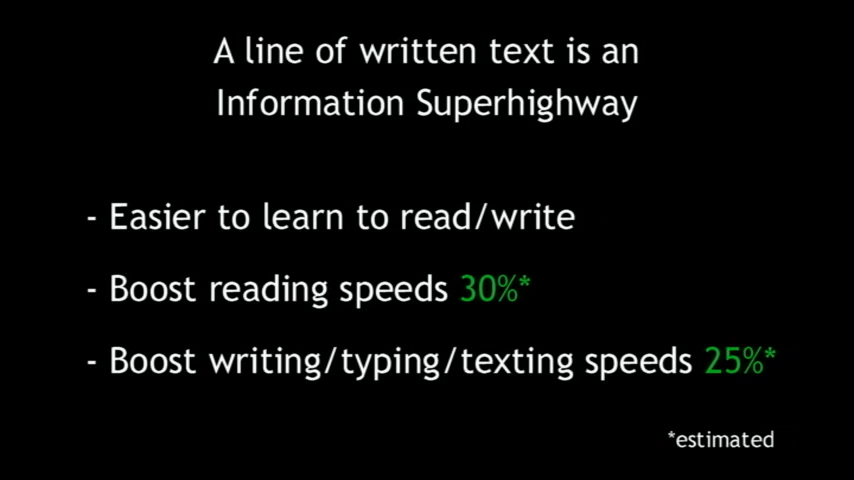 A line of written text is an
Information Superhighway
- Easier to learn to read/write
- Boost reading speeds 30%*
- Boost writing/typing/texting speeds 25%*
*estimated